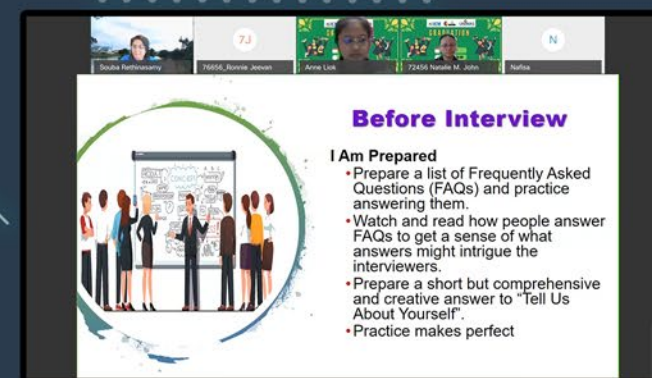 7J
N
Souba Rethinasamy
76656_Ronnie Jeevan
Anne Liok
72456 Natalie M. John
Nafisa
GRADUATION
Before Interview
I Am Prepared
•Prepare a list of Frequently Asked
Questions (FAQs) and practice
answering them.
•Watch and read how people answer
FAQs to get a sense of what
answers might intrigue the
interviewers.
•Prepare a short but comprehensive
and creative answer to “Tell Us
About Yourself”.
•Practice makes perfect
CONCEPT